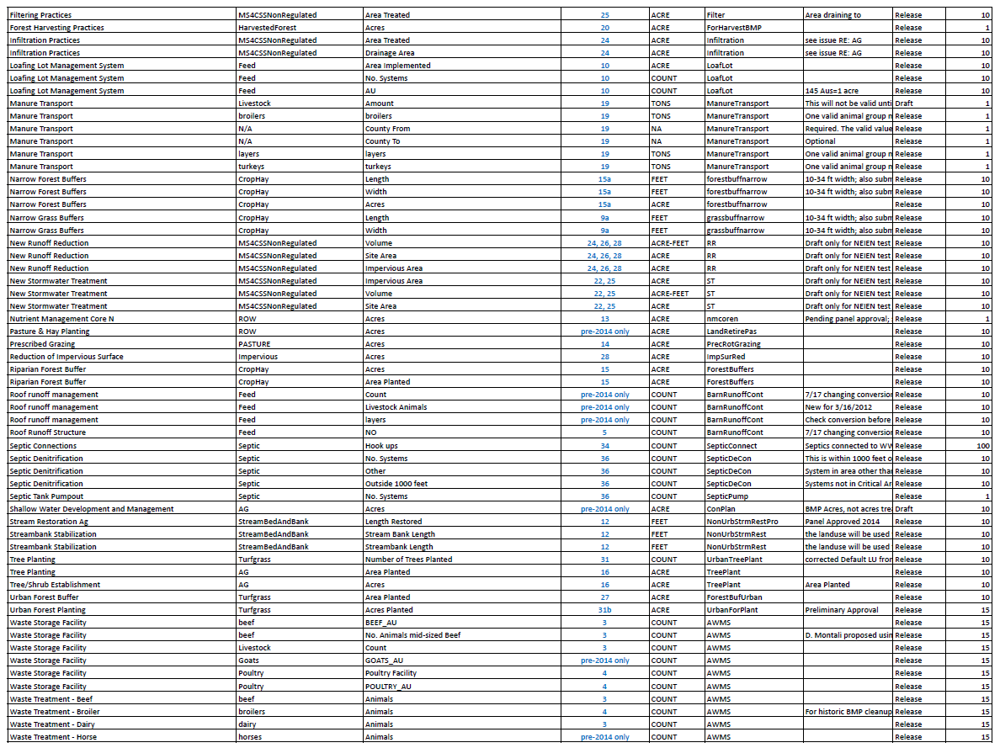 Filtering Practices MS4CSSNonRegulated Area Treated 25 ACRE Filter Area draining to Release 10
Forest Harvesting Practices HarvestedForest Acres 20 ACRE ForHarvestBMP Release 1
Infiltration Practices MS4CSSNonRegulated Area Treated 24 ACRE Infiltration see issue RE: AG Release 10
Infiltration Practices MS4CSSNonRegulated Drainage Area 24 ACRE Infiltration see issue RE: AG Release 10
Loafing Lot Management System Feed Area Implemented 10 ACRE LoafLot Release 10
Loafing Lot Management System Feed No. Systems 10 COUNT LoafLot Release 10
Loafing Lot Management System Feed AU 10 COUNT LoafLot 145 Aus=1 acre Release 10
Manure Transport Livestock Amount 19 TONS ManureTransport This will not be valid unti Draft 1
Manure Transport broilers broilers 19 TONS ManureTransport One valid animal group n Release 1
Manure Transport N/A County From 19 NA ManureTransport Required. The valid value Release 1
Manure Transport N/A County To 19 NA ManureTransport Optional Release 1
Manure Transport layers layers 19 TONS ManureTransport One valid animal group n Release 1
Manure Transport turkeys turkeys 19 TONS ManureTransport One valid animal group n Release 1
Narrow Forest Buffers CropHay Length 15a FEET forestbuffnarrow 10-34 ft width; also subm Release 10
Narrow Forest Buffers CropHay Width 15a FEET forestbuffnarrow 10-34 ft width; also subm Release 10
Narrow Forest Buffers CropHay Acres 15a ACRE forestbuffnarrow Release 10
Narrow Grass Buffers CropHay Length 9a FEET grassbuffnarrow 10-34 ft width; also subm Release 10
Narrow Grass Buffers CropHay Width 9a FEET grassbuffnarrow 10-34 ft width; also subm Release 10
New Runoff Reduction MS4CSSNonRegulated Volume 24, 26, 28 ACRE-FEET RR Draft only for NEIEN test Release 10
New Runoff Reduction MS4CSSNonRegulated Site Area 24, 26, 28 ACRE RR Draft only for NEIEN test Release 10
New Runoff Reduction MS4CSSNonRegulated Impervious Area 24, 26, 28 ACRE RR Draft only for NEIEN test Release 10
New Stormwater Treatment MS4CSSNonRegulated Impervious Area 22, 25 ACRE ST Draft only for NEIEN test Release 10
New Stormwater Treatment MS4CSSNonRegulated Volume 22, 25 ACRE-FEET ST Draft only for NEIEN test Release 10
New Stormwater Treatment MS4CSSNonRegulated Site Area 22, 25 ACRE ST Draft only for NEIEN test Release 10
Nutrient Management Core N ROW Acres 13 ACRE nmcoren Pending panel approval; Release 1
Pasture & Hay Planting ROW Acres pre-2014 only ACRE LandRetirePas Release 10
Prescribed Grazing PASTURE Acres 14 ACRE PrecRotGrazing Release 10
Reduction of Impervious Surface Impervious Acres 28 ACRE ImpSurRed Release 10
Riparian Forest Buffer CropHay Acres 15 ACRE ForestBuffers Release 10
Riparian Forest Buffer CropHay Area Planted 15 ACRE ForestBuffers Release 10
Roof runoff management Feed Count pre-2014 only COUNT BarnRunoffCont 7/17 changing conversion Release 10
Roof runoff management Feed Livestock Animals pre-2014 only COUNT BarnRunoffCont New for 3/16/2012 Release 10
Roof runoff management Feed layers pre-2014 only COUNT BarnRunoffCont Check conversion before Release 10
Roof Runoff Structure Feed NO 5 COUNT BarnRunoffCont 7/17 changing conversion Release 10
Septic Connections Septic Hook ups 34 COUNT SepticConnect Septics connected to WW Release 100
Septic Denitrification Septic No. Systems 36 COUNT SepticDeCon This is within 1000 feet o Release 10
Septic Denitrification Septic Other 36 COUNT SepticDeCon System in area other than Release 10
Septic Denitrification Septic Outside 1000 feet 36 COUNT SepticDeCon Systems not in Critical Ar Release 10
Septic Tank Pumpout Septic No. Systems 36 COUNT SepticPump Release 1
Shallow Water Development and Management AG Acres pre-2014 only ACRE ConPlan BMP Acres, not acres trea Draft 10
Stream Restoration Ag StreamBedAndBank Length Restored 12 FEET NonUrbStrmRestPro Panel Approved 2014 Release 10
Streambank Stabilization StreamBedAndBank Stream Bank Length 12 FEET NonUrbStrmRest the landuse will be used Release 10
Streambank Stabilization StreamBedAndBank Streambank Length 12 FEET NonUrbStrmRest the landuse will be used Release 10
Tree Planting Turfgrass Number of Trees Planted 31 COUNT UrbanTreePlant corrected Default LU from Release 10
Tree Planting AG Area Planted 16 ACRE TreePlant Release 10
Tree/Shrub Establishment AG Acres 16 ACRE TreePlant Area Planted Release 10
Urban Forest Buffer Turfgrass Area Planted 27 ACRE ForestBufUrban Release 10
Urban Forest Planting Turfgrass Acres Planted 31b ACRE UrbanForPlant Preliminary Approval Release 15
Waste Storage Facility beef BEEF_AU 3 COUNT AWMS Release 15
Waste Storage Facility beef No. Animals mid-sized Beef 3 COUNT AWMS D. Montali proposed usin Release 15
Waste Storage Facility Livestock Count 3 COUNT AWMS Release 15
Waste Storage Facility Goats GOATS_AU pre-2014 only COUNT AWMS Release 15
Waste Storage Facility Poultry Poultry Facility 4 COUNT AWMS Release 15
Waste Storage Facility Poultry POULTRY_AU 4 COUNT AWMS Release 15
Waste Treatment - Beef beef Animals 3 COUNT AWMS Release 15
Waste Treatment - Broiler broilers Animals 4 COUNT AWMS For historic BMP cleanup Release 15
Waste Treatment - Dairy dairy Animals 3 COUNT AWMS Release 15
Waste Treatment - Horse horses Animals pre-2014 only COUNT AWMS Release 15